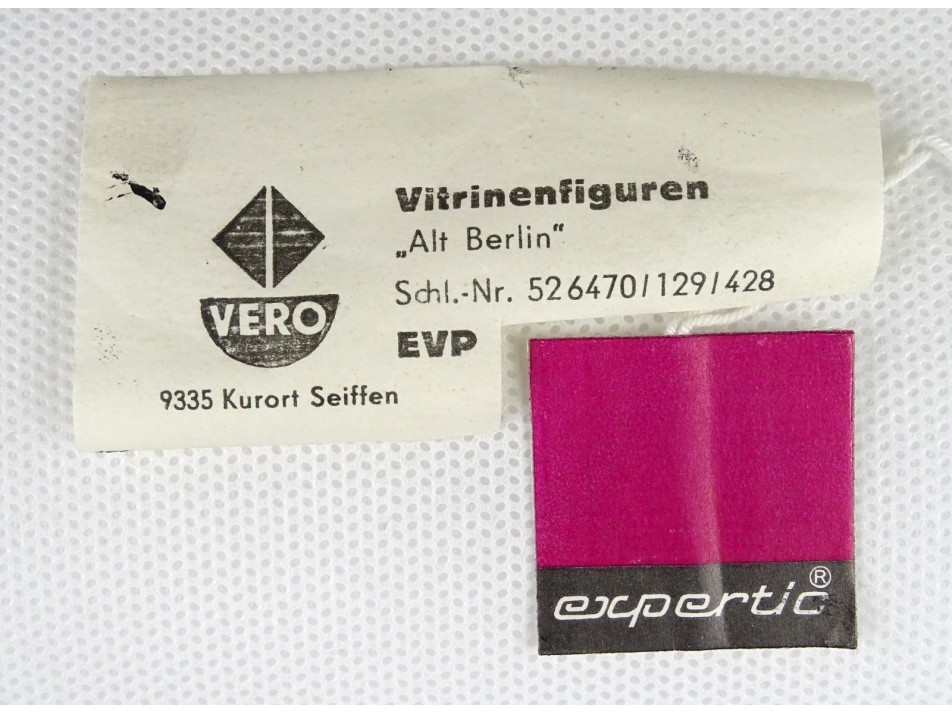 Vitrinenfiguren
„Alt Berlin“
Schl.-Nr. 526470/129/428
EVP
VERO
9335 Kurort Seiffen
expertic®